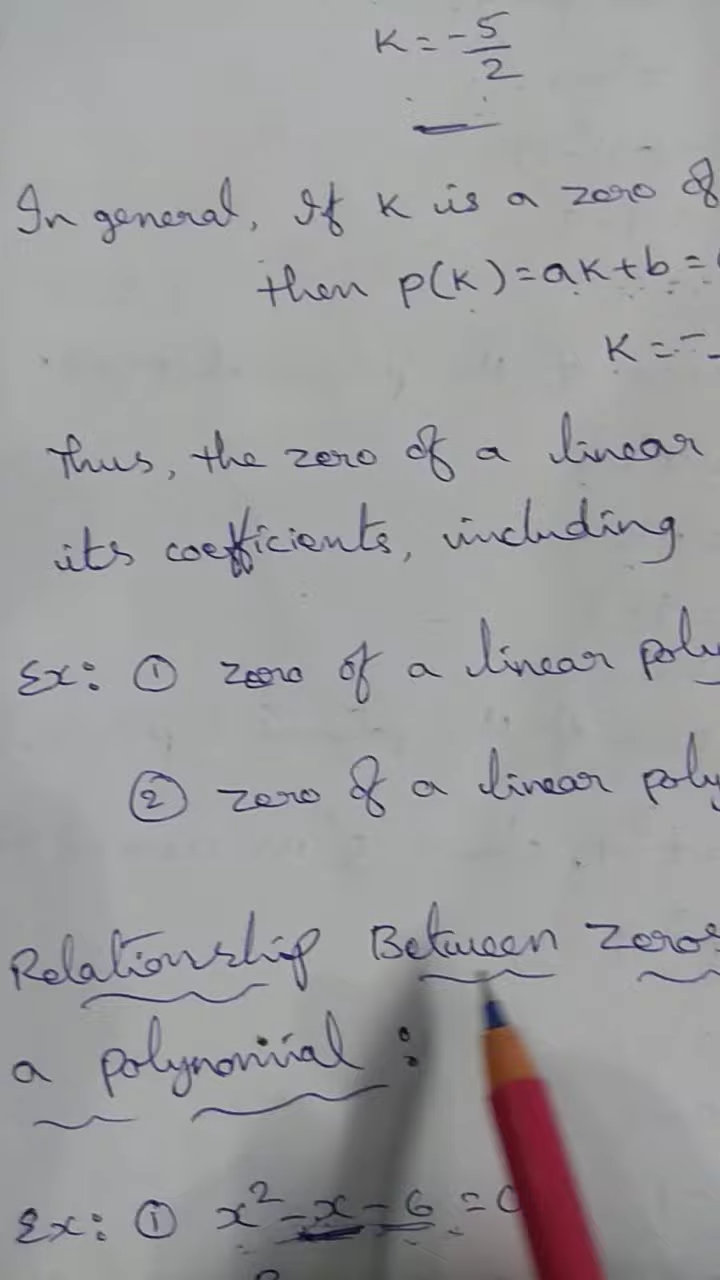 K = -5/2
In general, If K is a zero of
then P(K) = aK + b =
K = -
Thus, the zero of a linear
its coefficients, including
Ex: ① zero of a linear poly
② zero of a linear poly
Relationship Between Zeros
a polynomial :
Ex: ① x² - x - 6 = 0